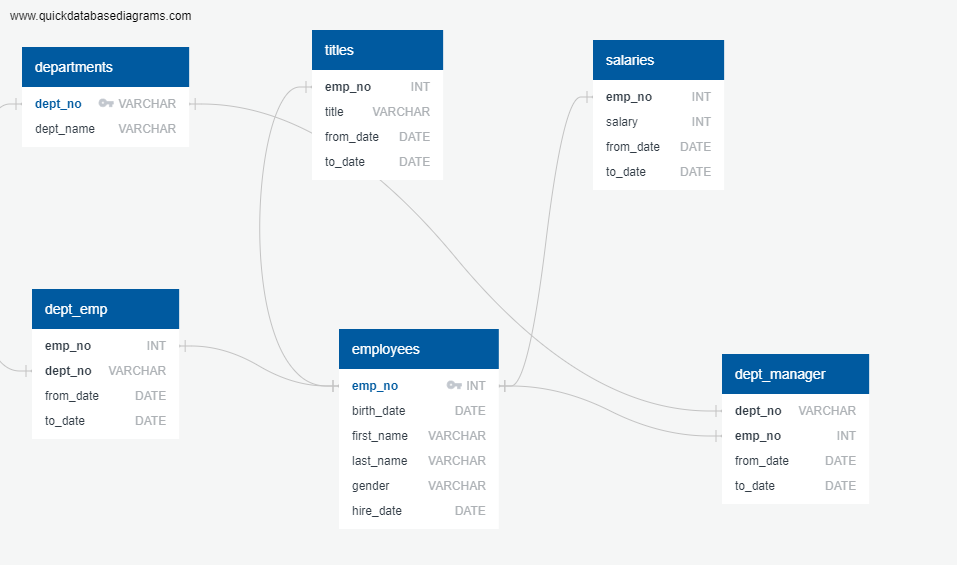 www.quickdatabasediagrams.com
departments
dept_no VARCHAR
dept_name VARCHAR
titles
emp_no INT
title VARCHAR
from_date DATE
to_date DATE
salaries
emp_no INT
salary INT
from_date DATE
to_date DATE
dept_emp
emp_no INT
dept_no VARCHAR
from_date DATE
to_date DATE
employees
emp_no INT
birth_date DATE
first_name VARCHAR
last_name VARCHAR
gender VARCHAR
hire_date DATE
dept_manager
dept_no VARCHAR
emp_no INT
from_date DATE
to_date DATE